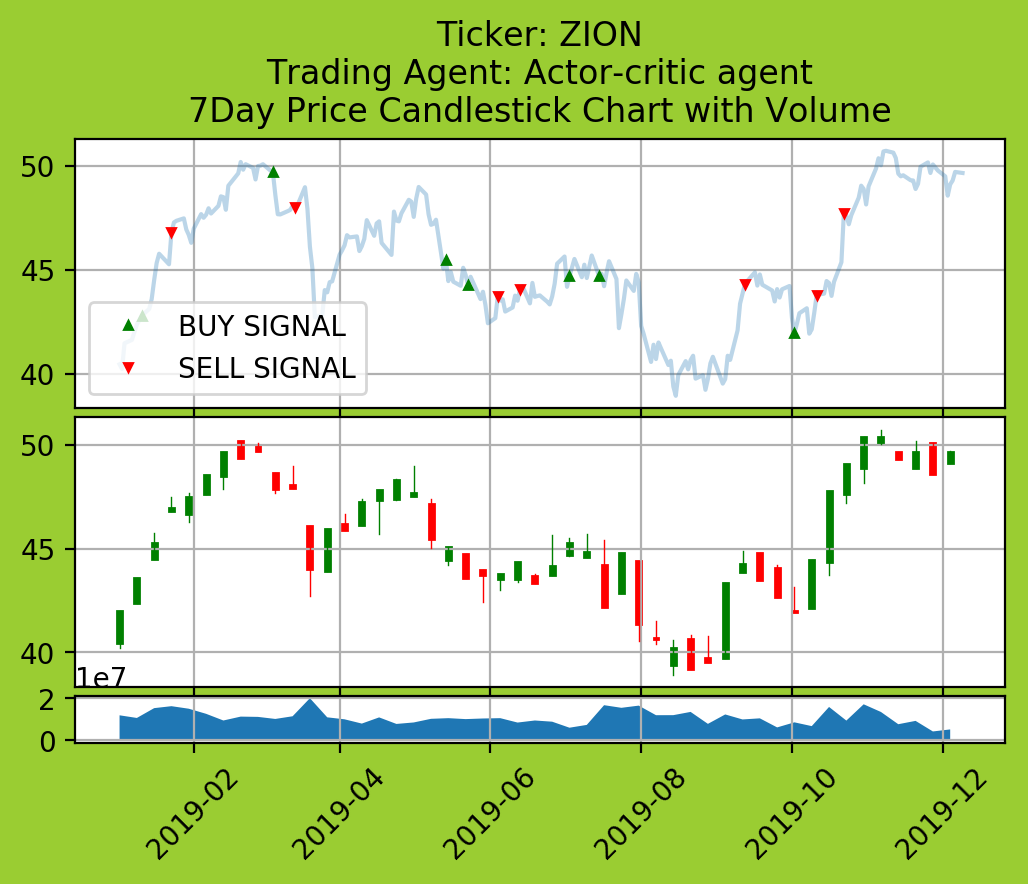 Ticker: ZION
Trading Agent: Actor-critic agent
7Day Price Candlestick Chart with Volume
50
45
40
BUY SIGNAL
SELL SIGNAL
50
45
40
1e7
2
0
2019-02
2019-04
2019-06
2019-08
2019-10
2019-12